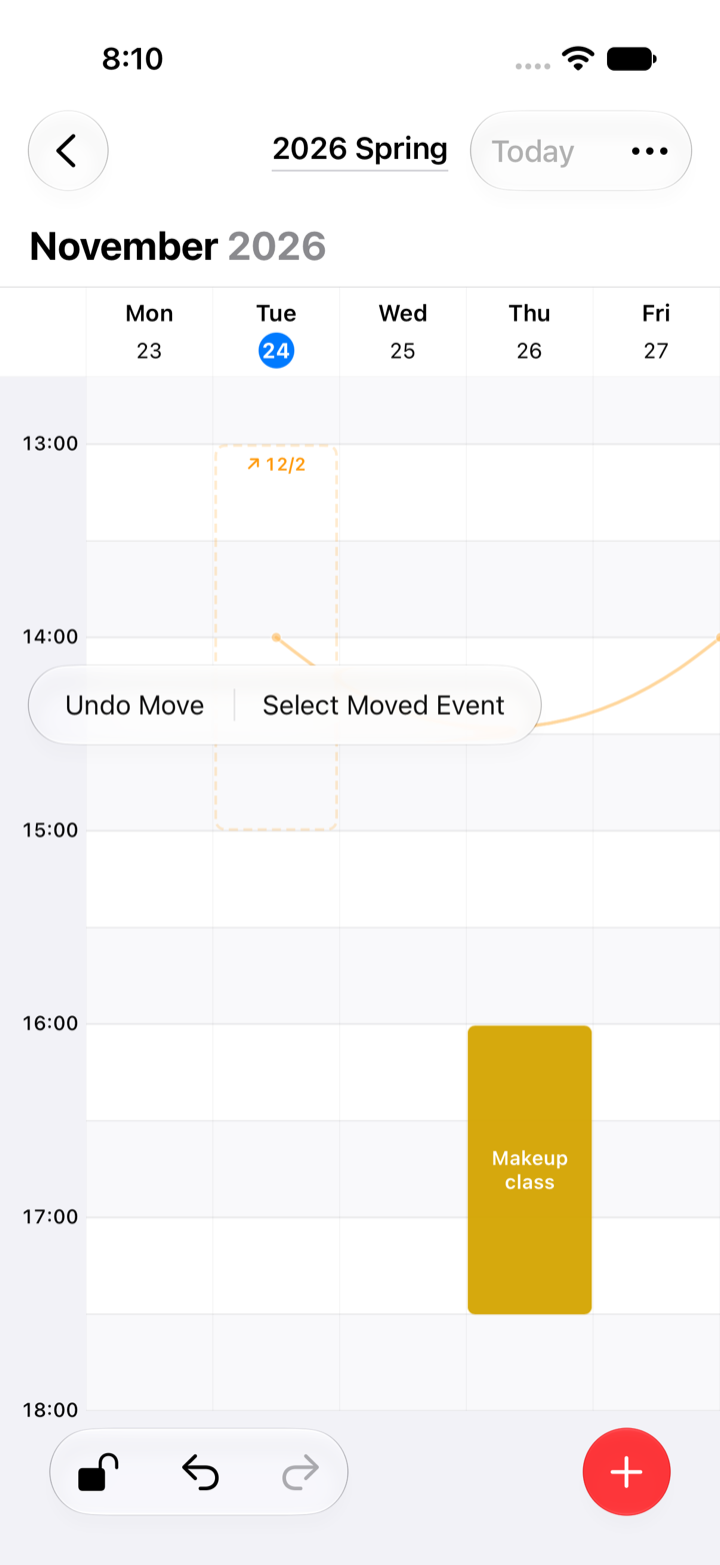 8:10
2026 Spring
Today
November 2026
Mon Tue Wed Thu Fri
23 24 25 26 27
13:00
12/2
14:00
Undo Move
Select Moved Event
15:00
16:00
Makeup
class
17:00
18:00